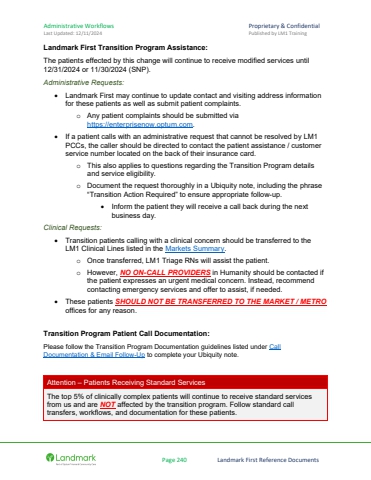 Administrative Workflows
Proprietary & Confidential
Last Updated: 12/11/2024
Published by LM1 Training
Landmark First Transition Program Assistance:
The patients effected by this change will continue to receive modified services until
12/31/2024 or 11/30/2024 (SNP).
Administrative Requests:
• Landmark First may continue to update contact and visiting address information
for these patients as well as submit patient complaints.
o Any patient complaints should be submitted via
https://enterprisenow.optum.com.
• If a patient calls with an administrative request that cannot be resolved by LM1
PCCs, the caller should be directed to contact the patient assistance / customer
service number located on the back of their insurance card.
o This also applies to questions regarding the Transition Program details
and service eligibility.
o Document the request thoroughly in a Ubiquity note, including the phrase
"Transition Action Required" to ensure appropriate follow-up.
• Inform the patient they will receive a call back during the next
business day.
Clinical Requests:
• Transition patients calling with a clinical concern should be transferred to the
LM1 Clinical Lines listed in the Markets Summary.
o Once transferred, LM1 Triage RNs will assist the patient.
o However, NO ON-CALL PROVIDERS in Humanity should be contacted if
the patient expresses an urgent medical concern. Instead, recommend
contacting emergency services and offer to assist, if needed.
• These patients SHOULD NOT BE TRANSFERRED TO THE MARKET / METRO
offices for any reason.
Transition Program Patient Call Documentation:
Please follow the Transition Program Documentation guidelines listed under Call
Documentation & Email Follow-Up to complete your Ubiquity note.
Attention – Patients Receiving Standard Services
The top 5% of clinically complex patients will continue to receive standard services
from us and are NOT affected by the transition program. Follow standard call
transfers, workflows, and documentation for these patients.
Landmark
Page 240
Landmark First Reference Documents